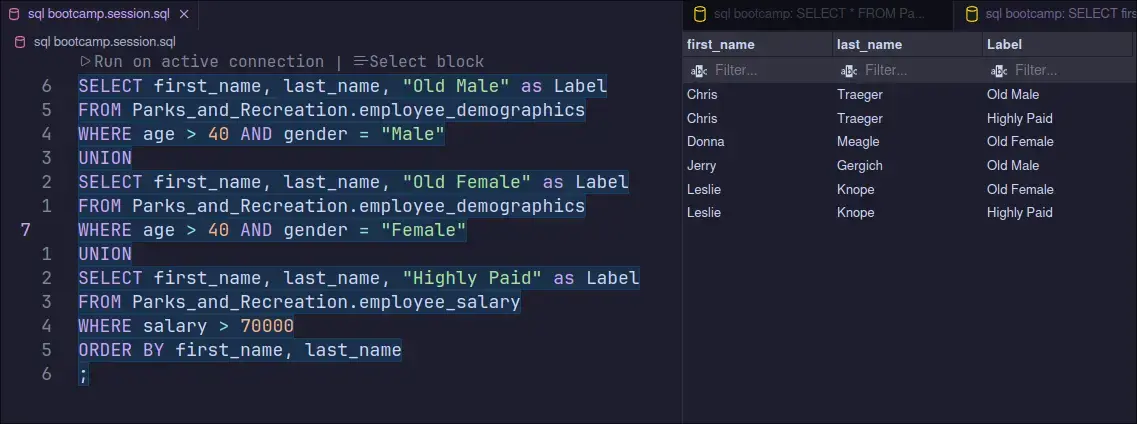 sql bootcamp.session.sql
sql bootcamp.session.sql
Run on active connection | Select block
6 SELECT first_name, last_name, "Old Male" as Label
5 FROM Parks_and_Recreation.employee_demographics
4 WHERE age > 40 AND gender = "Male"
3 UNION
2 SELECT first_name, last_name, "Old Female" as Label
1 FROM Parks_and_Recreation.employee_demographics
7 WHERE age > 40 AND gender = "Female"
1 UNION
2 SELECT first_name, last_name, "Highly Paid" as Label
3 FROM Parks_and_Recreation.employee_salary
4 WHERE salary > 70000
5 ORDER BY first_name, last_name
6 ;
sql bootcamp: SELECT * FROM Pa...
sql bootcamp: SELECT firs
first_name last_name Label
abc Filter... abc Filter... abc Filter...
Chris Traeger Old Male
Chris Traeger Highly Paid
Donna Meagle Old Female
Jerry Gergich Old Male
Leslie Knope Old Female
Leslie Knope Highly Paid